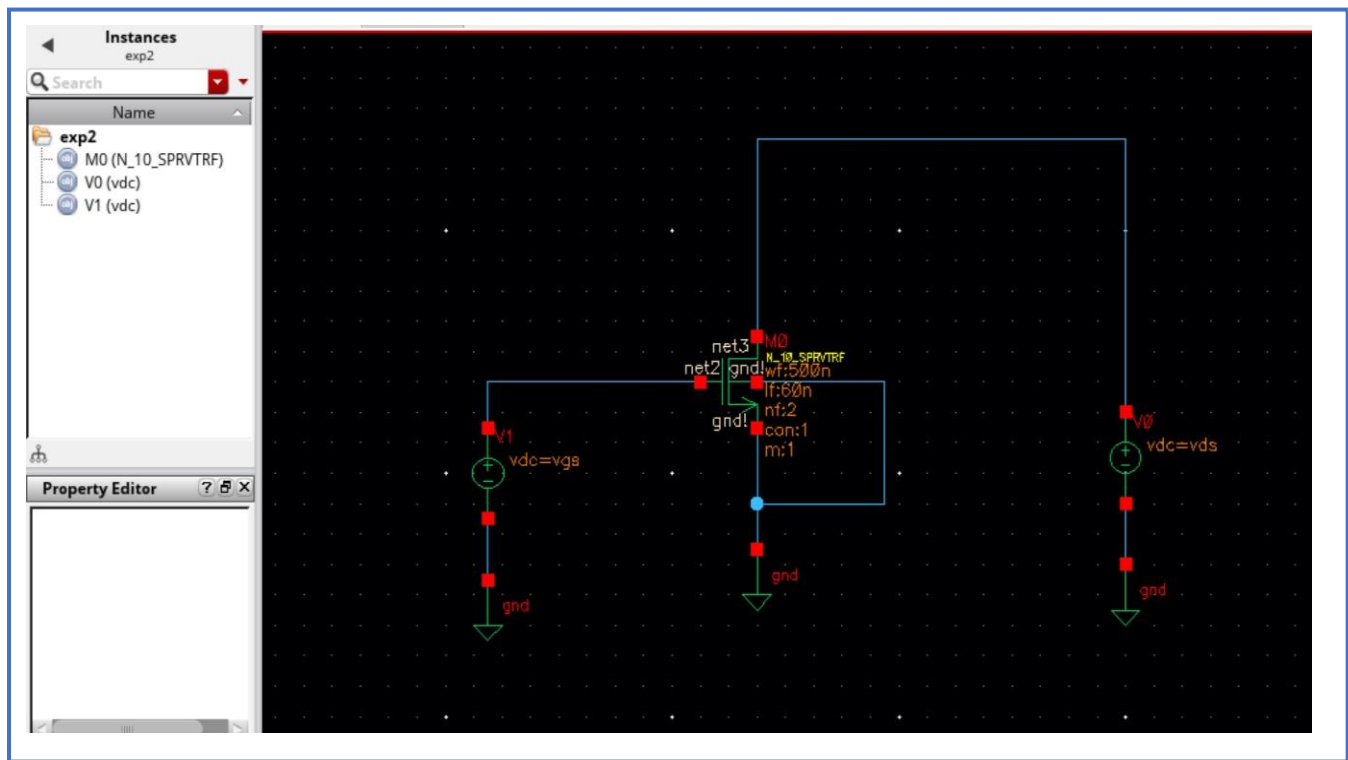 Instances
exp2
Search
Name
exp2
M0 (N_10_SPRVTRF)
V0 (vdc)
V1 (vdc)
Property Editor
net3
M0
N_10_SPRVTRF
net2
gnd!
wf:500n
lf:60n
nf:2
gnd!
con:1
m:1
V1
vdc=vgs
V0
vdc=vds
gnd
gnd
gnd